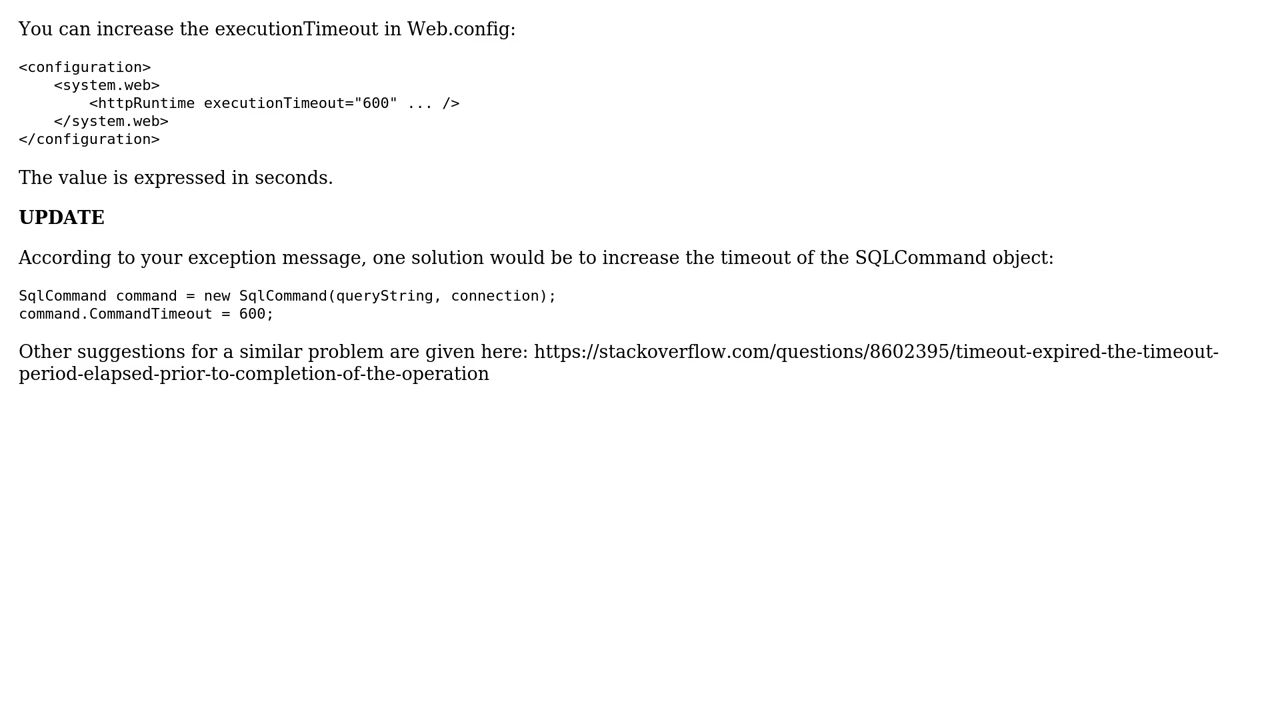 You can increase the executionTimeout in Web.config:
<configuration>
    <system.web>
        <httpRuntime executionTimeout="600" ... />
    </system.web>
</configuration>
The value is expressed in seconds.
UPDATE
According to your exception message, one solution would be to increase the timeout of the SQLCommand object:
SqlCommand command = new SqlCommand(queryString, connection);
command.CommandTimeout = 600;
Other suggestions for a similar problem are given here: https://stackoverflow.com/questions/8602395/timeout-expired-the-timeout-
period-elapsed-prior-to-completion-of-the-operation